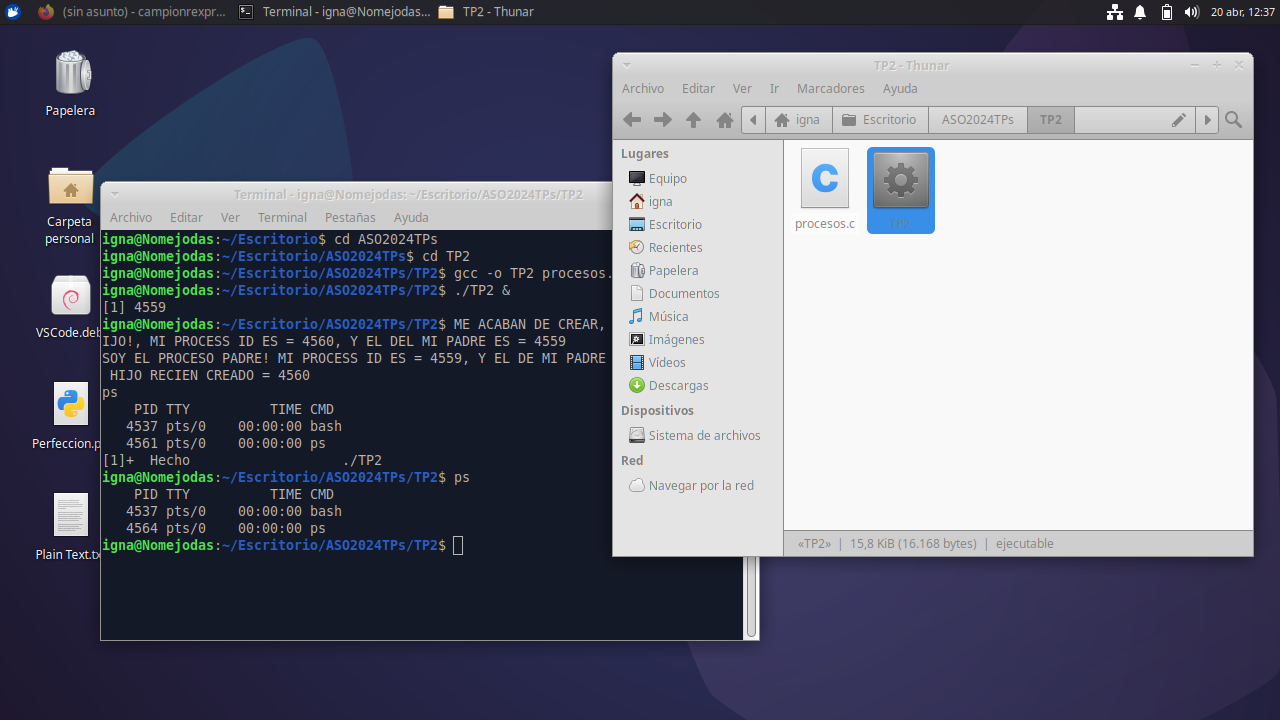 (sin asunto) - campionrexpr...
Terminal - igna@Nomejodas...
TP2 - Thunar
20 abr, 12:37
Papelera
Carpeta
personal
VSCode.deb
Perfeccion.p
Plain Text.tx
Terminal - igna@Nomejodas: ~/Escritorio/ASO2024TPs/TP2
Archivo Editar Ver Terminal Pestañas Ayuda
igna@Nomejodas:~/Escritorio$ cd ASO2024TPs
igna@Nomejodas:~/Escritorio/ASO2024TPs$ cd TP2
igna@Nomejodas:~/Escritorio/ASO2024TPs/TP2$ gcc -o TP2 procesos.
igna@Nomejodas:~/Escritorio/ASO2024TPs/TP2$ ./TP2 &
[1] 4559
igna@Nomejodas:~/Escritorio/ASO2024TPs/TP2$ ME ACABAN DE CREAR,
IJO!, MI PROCESS ID ES = 4560, Y EL DEL MI PADRE ES = 4559
SOY EL PROCESO PADRE! MI PROCESS ID ES = 4559, Y EL DE MI PADRE
HIJO RECIEN CREADO = 4560
ps
PID TTY TIME CMD
4537 pts/0 00:00:00 bash
4561 pts/0 00:00:00 ps
[1]+ Hecho ./TP2
igna@Nomejodas:~/Escritorio/ASO2024TPs/TP2$ ps
PID TTY TIME CMD
4537 pts/0 00:00:00 bash
4564 pts/0 00:00:00 ps
igna@Nomejodas:~/Escritorio/ASO2024TPs/TP2$
TP2 - Thunar
Archivo Editar Ver Ir Marcadores Ayuda
igna Escritorio ASO2024TPs TP2
Lugares
Equipo
igna
Escritorio
Recientes
Papelera
Documentos
Música
Imágenes
Vídeos
Descargas
Dispositivos
Sistema de archivos
Red
Navegar por la red
C
procesos.c
TP2
«TP2» | 15,8 KiB (16.168 bytes) | ejecutable